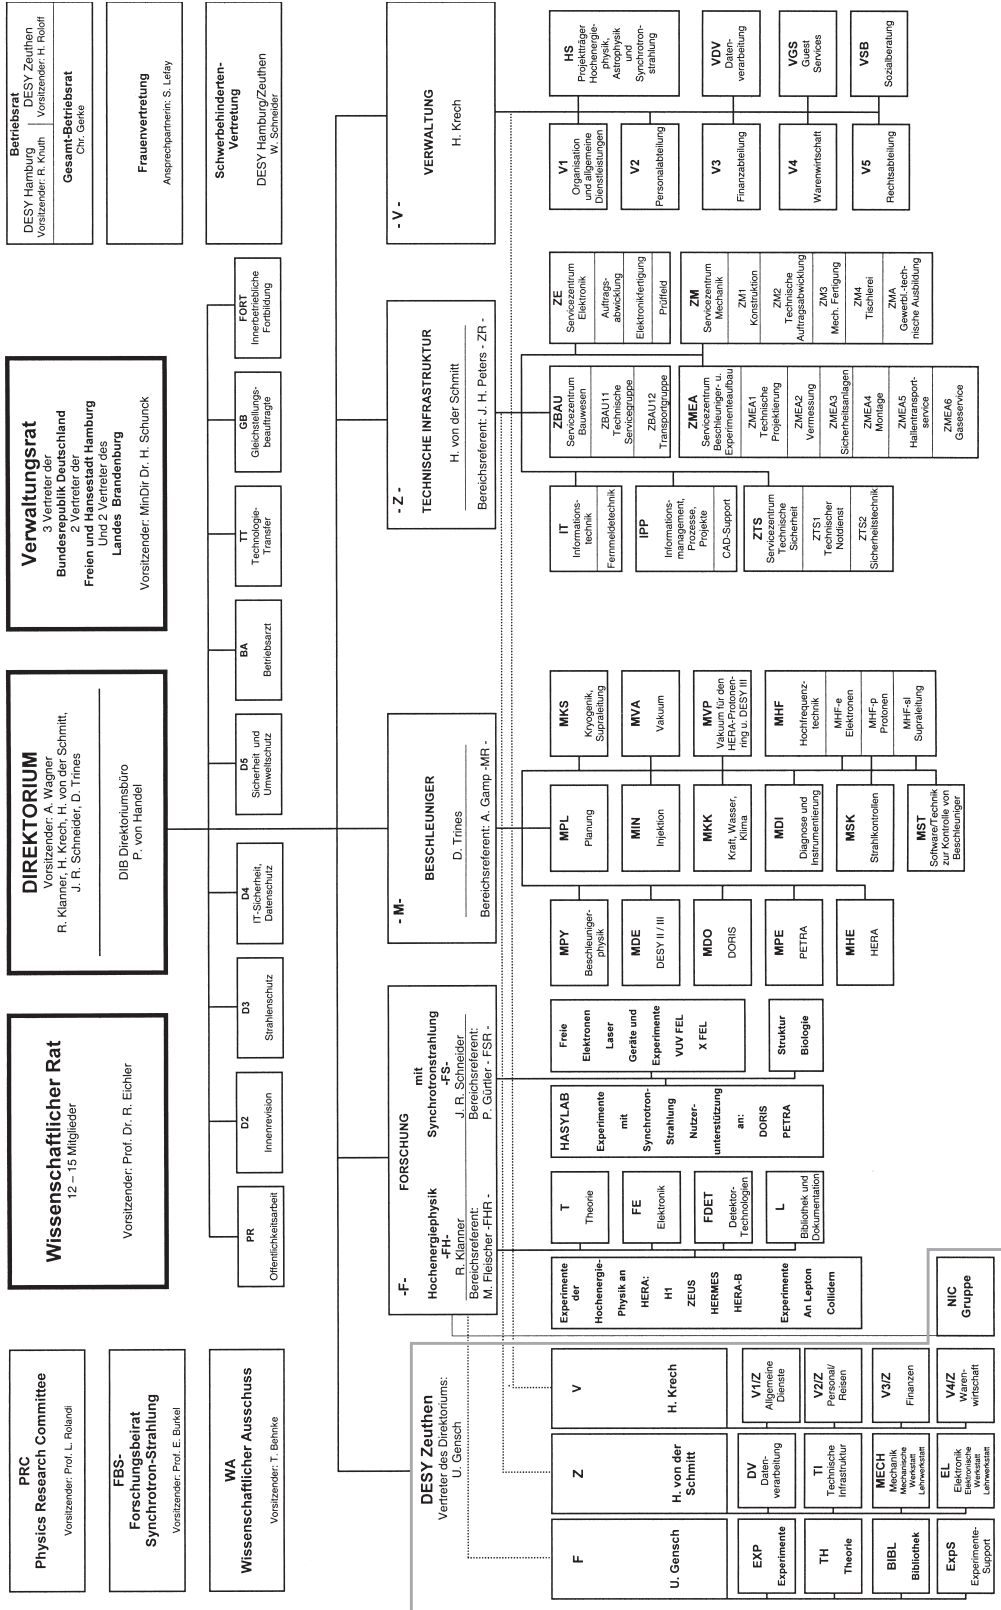 PRC
Physics Research Committee
Vorsitzender: Prof. L. Rolandi
FBS-
Forschungsbeirat
Synchrotron-Strahlung
Vorsitzender: Prof. E. Burkel
WA
Wissenschaftlicher Ausschuss
Vorsitzender: T. Behnke
Wissenschaftlicher Rat
12 – 15 Mitglieder
Vorsitzender: Prof. Dr. R. Eichler
DIREKTORIUM
Vorsitzender: A. Wagner
R. Klanner, H. Krech, H. von der Schmitt,
J. R. Schneider, D. Trines
DIB Direktoriumsbüro
P. von Handel
Verwaltungsrat
3 Vertreter der
Bundesrepublik Deutschland
2 Vertreter der
Freien und Hansestadt Hamburg
Und 2 Vertreter des
Landes Brandenburg
Vorsitzender: MinDir Dr. H. Schunck
Betriebsrat
DESY Hamburg
Vorsitzender: R. Knuth
DESY Zeuthen
Vorsitzender: H. Roloff
Gesamt-Betriebsrat
Chr. Gerke
Frauenvertretung
Ansprechpartnerin: S. Lefay
Schwerbehinderten-
Vertretung
DESY Hamburg/Zeuthen
W. Schneider
PR
Öffentlichkeitsarbeit
D2
Innenrevision
D3
Strahlenschutz
D4
IT-Sicherheit,
Datenschutz
D5
Sicherheit und
Umweltschutz
BA
Betriebsarzt
TT
Technologie-
Transfer
GB
Gleichstellungs-
beauftragte
FORT
Innerbetriebliche
Fortbildung
DESY Zeuthen
Vertreter des Direktoriums:
U. Gensch
-F-
FORSCHUNG
Hochenergiephysik
-FH-
R. Klanner
Bereichsreferent:
M. Fleischer -FHR -
mit
Synchrotronstrahlung
-FS-
J. R. Schneider
Bereichsreferent:
P. Gürtler - FSR -
- M-
BESCHLEUNIGER
D. Trines
Bereichsreferent: A. Gamp -MR -
- Z -
TECHNISCHE INFRASTRUKTUR
H. von der Schmitt
Bereichsreferent: J. H. Peters - ZR -
- V -
VERWALTUNG
H. Krech
F
U. Gensch
Z
H. von der
Schmitt
V
H. Krech
EXP
Experimente
TH
Theorie
BIBL
Bibliothek
ExpS
Experimente-
Support
DV
Daten-
verarbeitung
TI
Technische
Infrastruktur
MECH
Mechanik
Mechanische
Werkstatt
Lehrwerkstatt
EL
Elektronik
Elektronische
Werkstatt
Lehrwerkstatt
V1/Z
Allgemeine
Dienste
V2/Z
Personal/
Reisen
V3/Z
Finanzen
V4/Z
Waren-
wirtschaft
NIC
Gruppe
Experimente
der
Hochenergie-
Physik an
HERA:
H1
ZEUS
HERMES
HERA-B
Experimente
An Lepton
Collidern
T
Theorie
FE
Elektronik
FDET
Detektor-
Technologien
L
Bibliothek und
Dokumentation
HASYLAB
Experimente
mit
Synchrotron-
Strahlung
Nutzer-
unterstützung
an:
DORIS
PETRA
Freie
Elektronen
Laser
Geräte und
Experimente
VUV FEL
X FEL
Struktur
Biologie
MPY
Beschleuniger-
physik
MDE
DESY II / III
MDO
DORIS
MPE
PETRA
MHE
HERA
MPL
Planung
MIN
Injektion
MKK
Kraft, Wasser,
Klima
MDI
Diagnose und
Instrumentierung
MSK
Strahlkontrollen
MST
Software/Technik
zur Kontrolle von
Beschleuniger
MKS
Kryogenik,
Supraleitung
MVA
Vakuum
MVP
Vakuum für den
HERA-Protonen-
ring u. DESY III
MHF
Hochfrequenz-
technik
MHF-e
Elektronen
MHF-p
Protonen
MHF-sl
Supraleitung
IT
Informations-
technik
Fernmeldetechnik
IPP
Informations-
management,
Prozesse,
Projekte
CAD-Support
ZTS
Servicezentrum
Technische
Sicherheit
ZTS1
Technischer
Notdienst
ZTS2
Sicherheitstechnik
ZBAU
Servicezentrum
Bauwesen
ZBAU11
Technische
Servicegruppe
ZBAU12
Transportgruppe
ZMEA
Servicezentrum
Beschleuniger- u.
Experimenteaufbau
ZMEA1
Technische
Projektierung
ZMEA2
Vermessung
ZMEA3
Sicherheitsanlagen
ZMEA4
Montage
ZMEA5
Hallentransport-
service
ZMEA6
Gaseservice
ZE
Servicezentrum
Elektronik
Auftrags-
abwicklung
Elektronikfertigung
Prüffeld
ZM
Servicezentrum
Mechanik
ZM1
Konstruktion
ZM2
Technische
Auftragsabwicklung
ZM3
Mech. Fertigung
ZM4
Tischlerei
ZMA
Gewerbl.-tech-
nische Ausbildung
V1
Organisation
und allgemeine
Dienstleistungen
V2
Personalabteilung
V3
Finanzabteilung
V4
Warenwirtschaft
V5
Rechtsabteilung
HS
Projektträger
Hochenergie-
physik,
Astrophysik
und
Synchrotron-
strahlung
VDV
Daten-
verarbeitung
VGS
Guest
Services
VSB
Sozialberatung